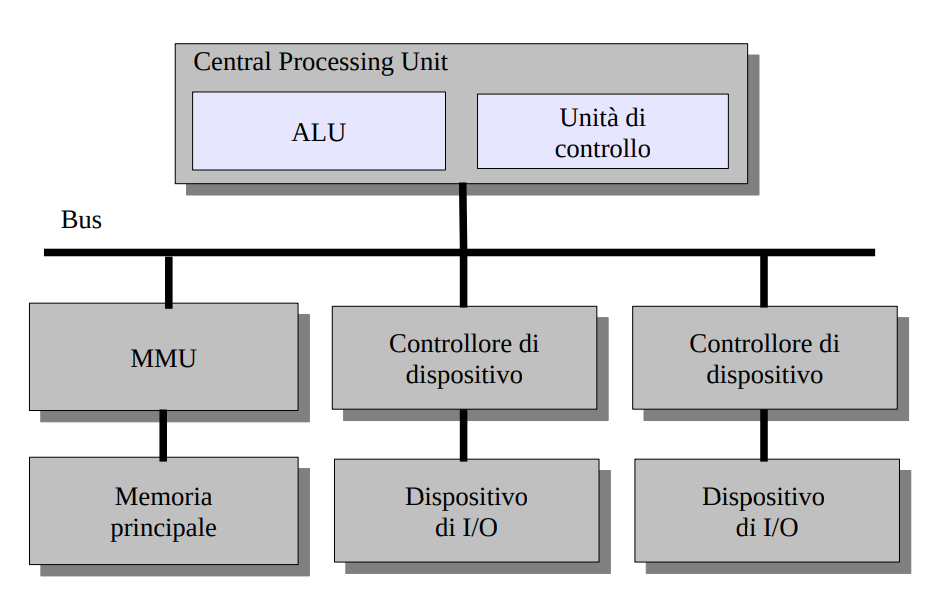 Central Processing Unit
ALU
Unità di
controllo
Bus
MMU
Controllore di
dispositivo
Controllore di
dispositivo
Memoria
principale
Dispositivo
di I/O
Dispositivo
di I/O